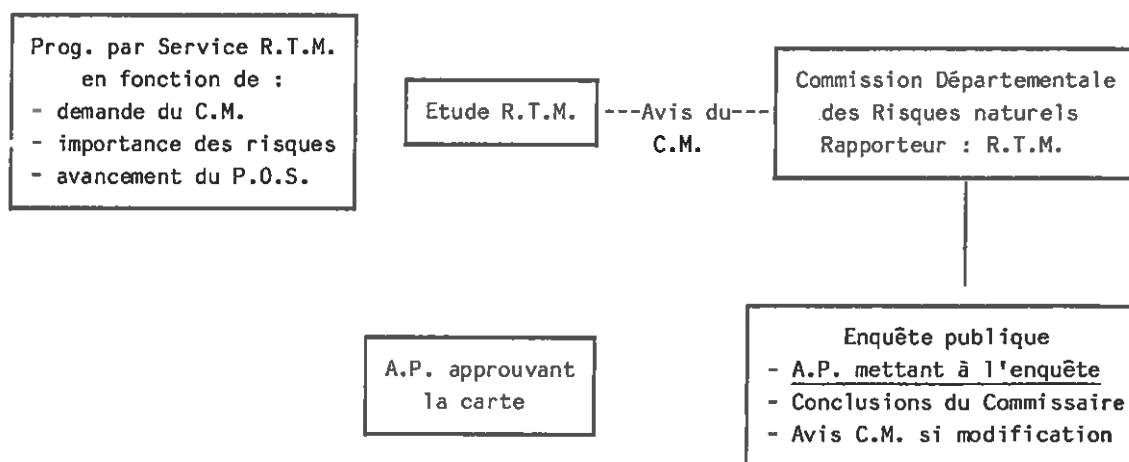 Prog. par Service R.T.M.
en fonction de :
- demande du C.M.
- importance des risques
- avancement du P.O.S.
Etude R.T.M.
---Avis du---
C.M.
Commission Départementale
des Risques naturels
Rapporteur : R.T.M.
Enquête publique
- A.P. mettant à l'enquête
- Conclusions du Commissaire
- Avis C.M. si modification
A.P. approuvant
la carte